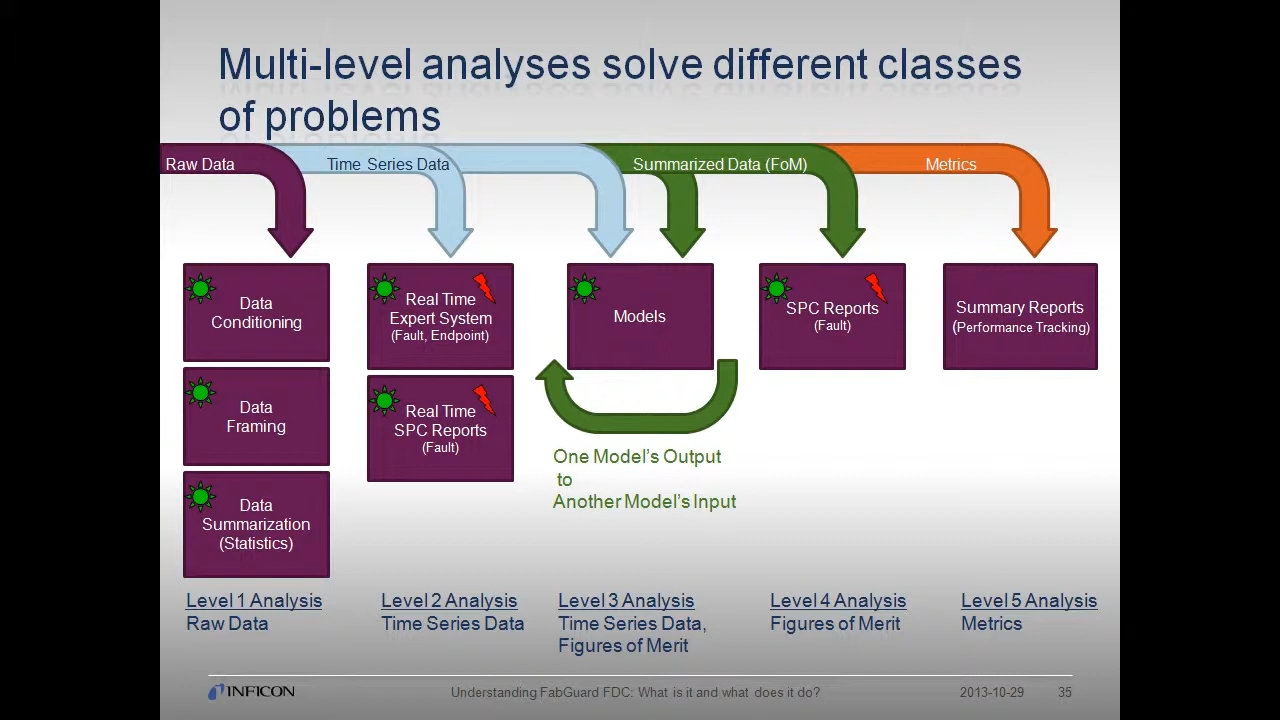 Multi-level analyses solve different classes
of problems
Raw Data
Time Series Data
Summarized Data (FoM)
Metrics
Data
Conditioning
Data
Framing
Data
Summarization
(Statistics)
Real Time
Expert System
(Fault, Endpoint)
Real Time
SPC Reports
(Fault)
Models
One Model's Output
to
Another Model's Input
SPC Reports
(Fault)
Summary Reports
(Performance Tracking)
Level 1 Analysis
Raw Data
Level 2 Analysis
Time Series Data
Level 3 Analysis
Time Series Data,
Figures of Merit
Level 4 Analysis
Figures of Merit
Level 5 Analysis
Metrics
INFICON
Understanding FabGuard FDC: What is it and what does it do?
2013-10-29
35